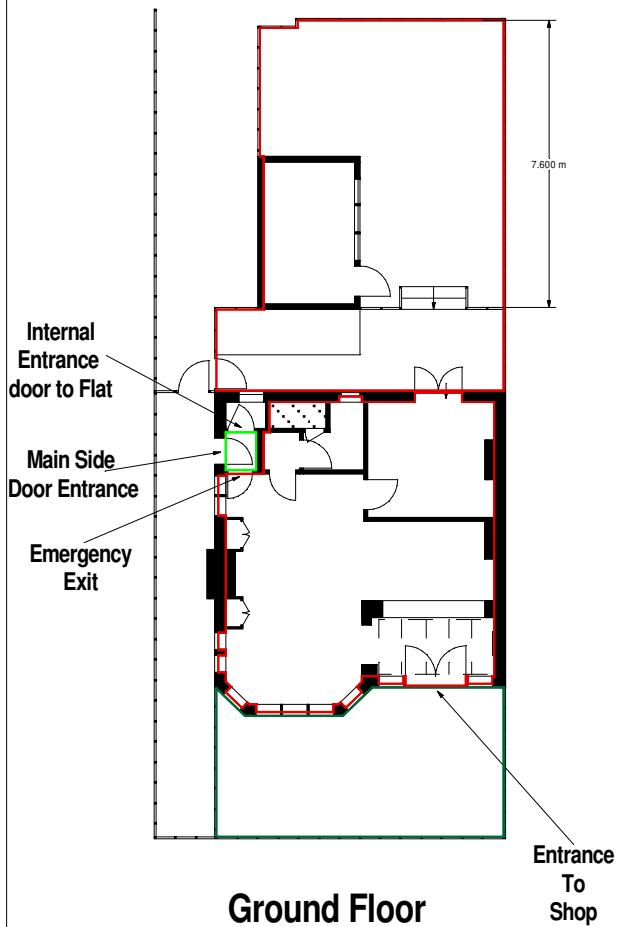 7.600 m
Internal
Entrance
door to Flat
Main Side
Door Entrance
Emergency
Exit
Entrance
To
Shop
Ground Floor